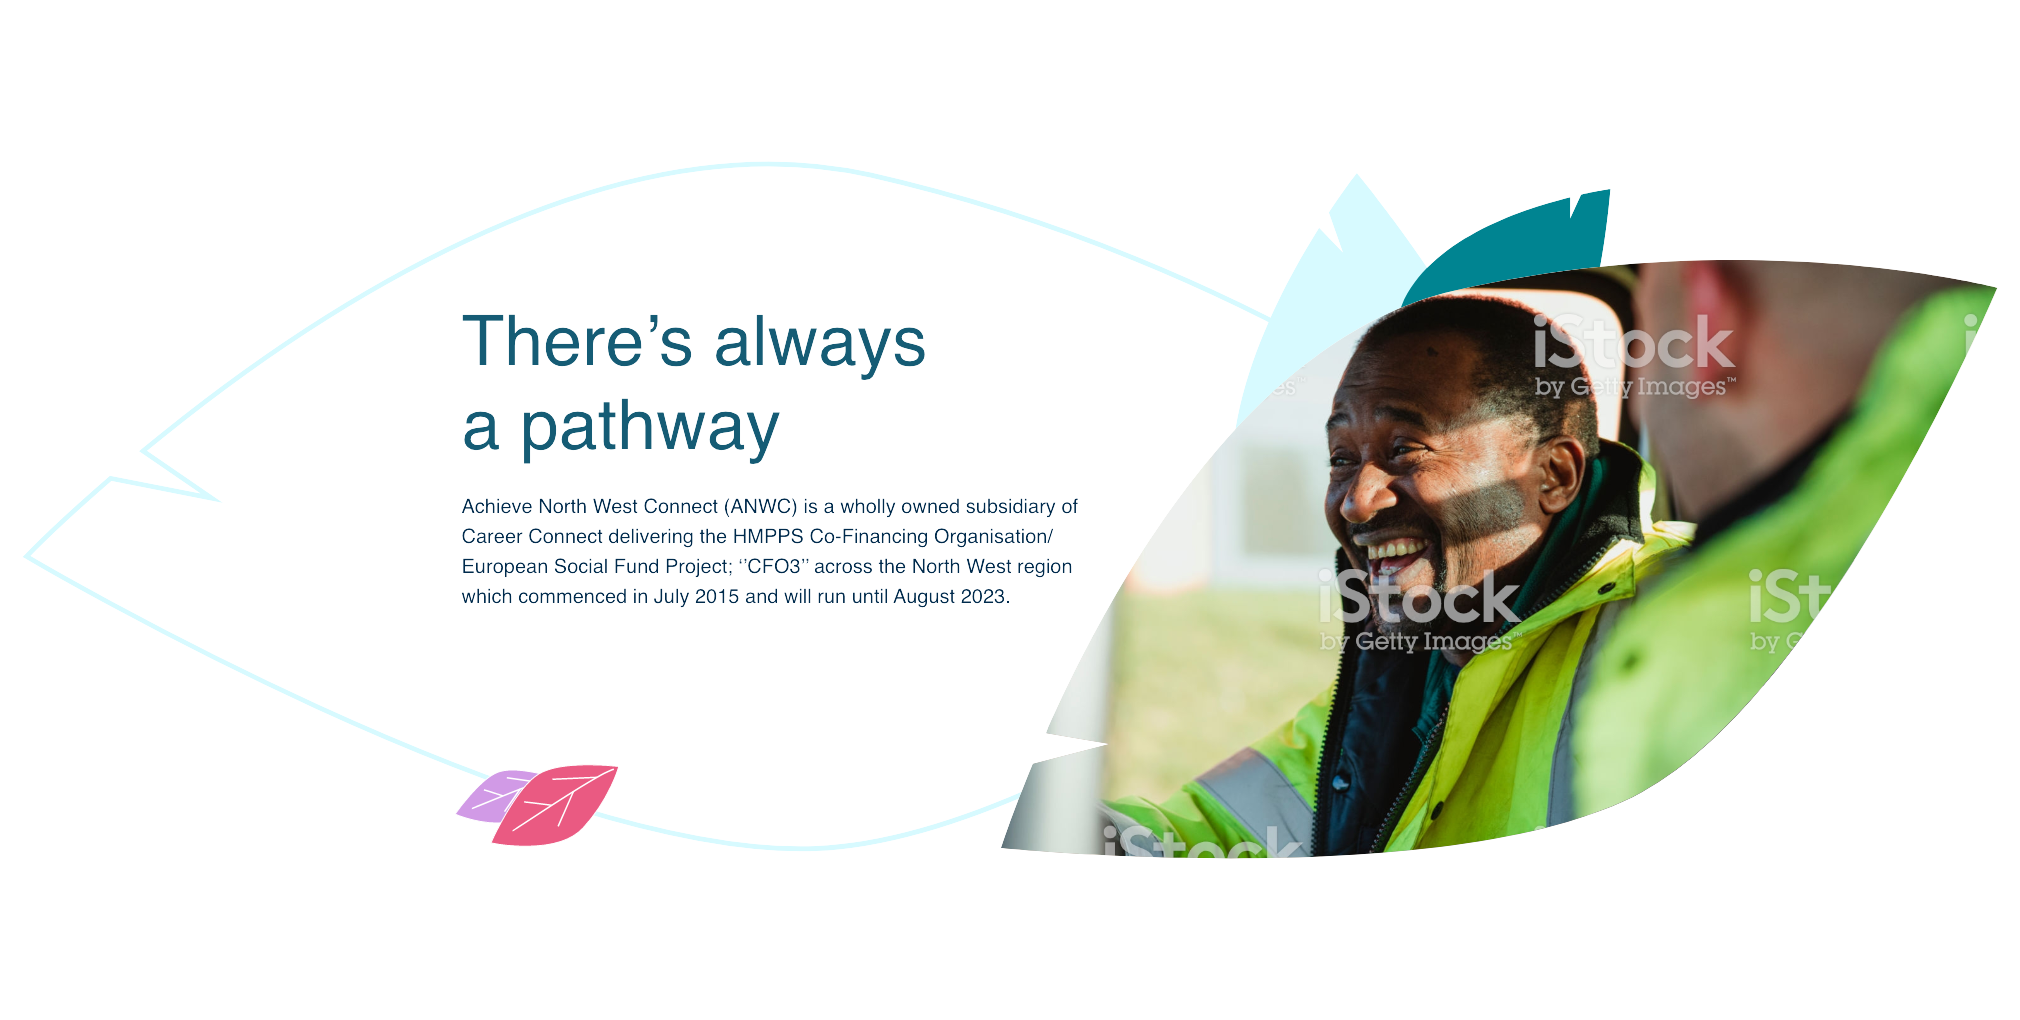 There’s always
a pathway
Achieve North West Connect (ANWC) is a wholly owned subsidiary of
Career Connect delivering the HMPPS Co-Financing Organisation/
European Social Fund Project; ‘’CFO3’’ across the North West region
which commenced in July 2015 and will run until August 2023.
iStock
by Getty Images™
es™
i
iStock
by Getty Images™
iSt
by G
iStock